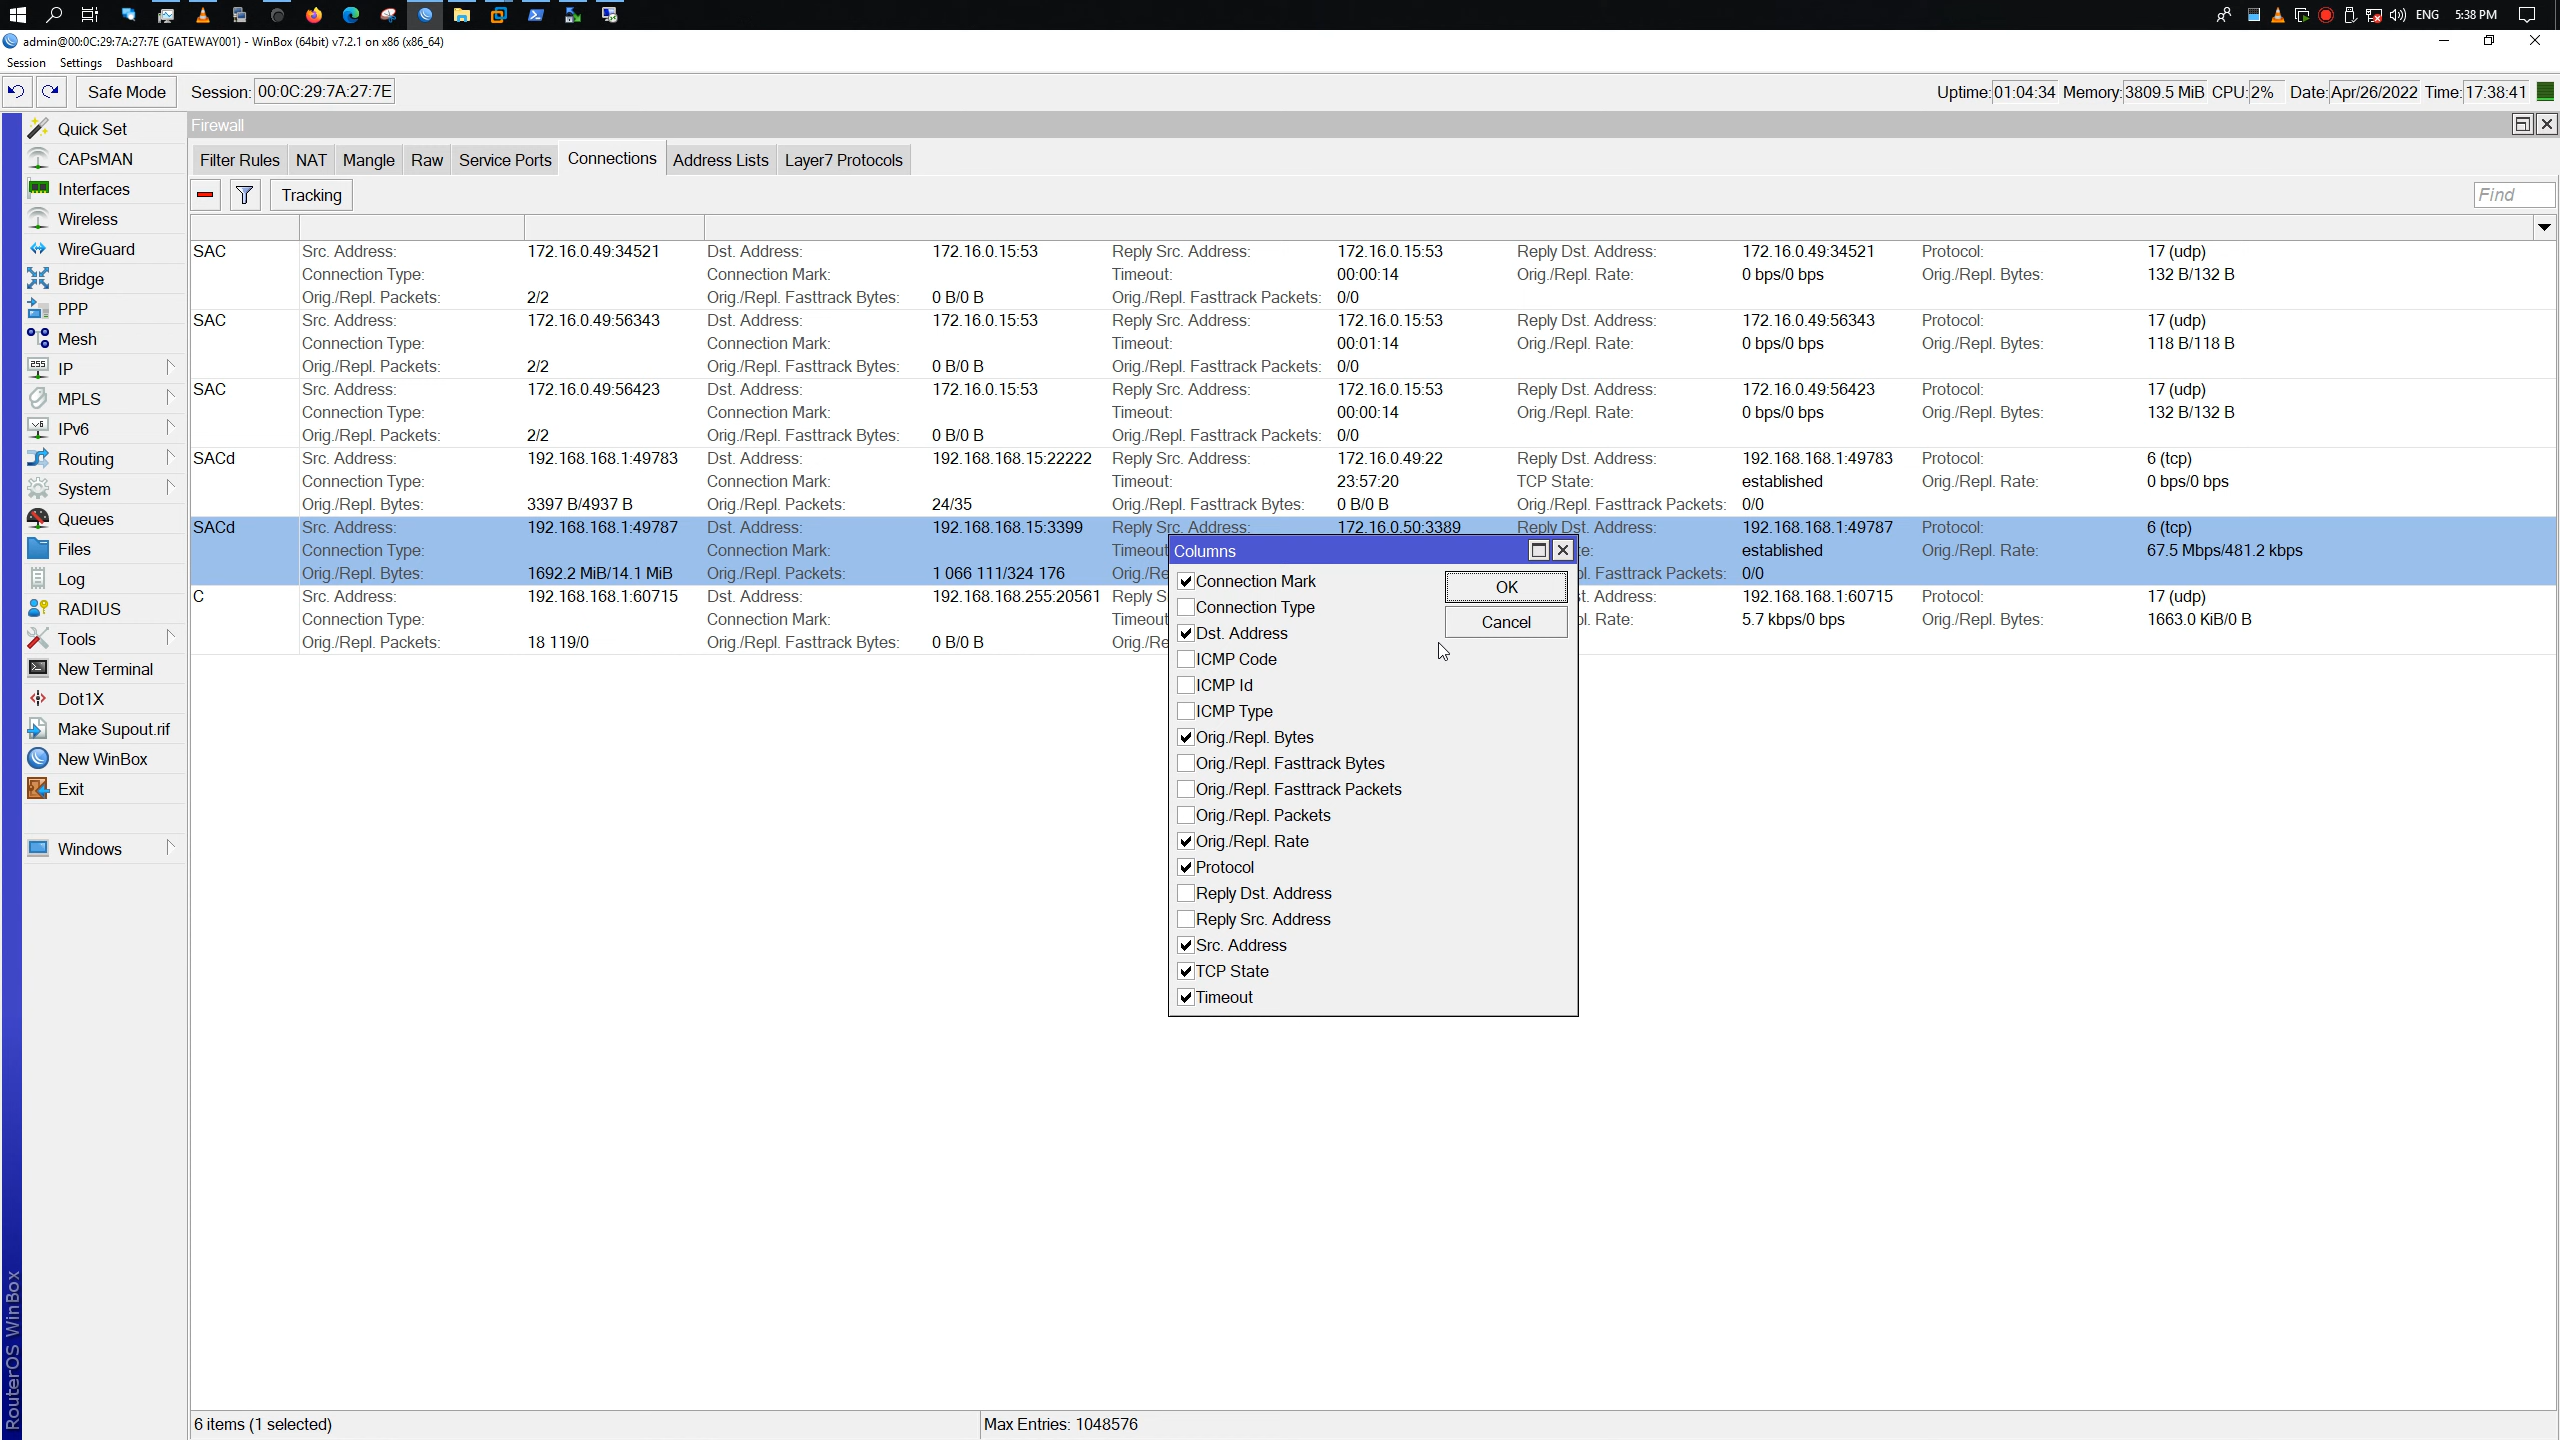 ENG 5:38 PM
admin@00:0C:29:7A:27:7E (GATEWAY001) - WinBox (64bit) v7.2.1 on x86 (x86_64)
Session Settings Dashboard
Safe Mode Session: 00:0C:29:7A:27:7E Uptime: 01:04:34 Memory: 3809.5 MiB CPU: 2% Date: Apr/26/2022 Time: 17:38:41
Quick Set
CAPsMAN
Interfaces
Wireless
WireGuard
Bridge
PPP
Mesh
IP
MPLS
IPv6
Routing
System
Queues
Files
Log
RADIUS
Tools
New Terminal
Dot1X
Make Supout.rif
New WinBox
Exit
Windows
RouterOS WinBox
Firewall
Filter Rules NAT Mangle Raw Service Ports Connections Address Lists Layer7 Protocols
Tracking Find
SAC Src. Address: 172.16.0.49:34521 Dst. Address: 172.16.0.15:53 Reply Src. Address: 172.16.0.15:53 Reply Dst. Address: 172.16.0.49:34521 Protocol: 17 (udp)
Connection Type: Connection Mark: Timeout: 00:00:14 Orig./Repl. Rate: 0 bps/0 bps Orig./Repl. Bytes: 132 B/132 B
Orig./Repl. Packets: 2/2 Orig./Repl. Fasttrack Bytes: 0 B/0 B Orig./Repl. Fasttrack Packets: 0/0
SAC Src. Address: 172.16.0.49:56343 Dst. Address: 172.16.0.15:53 Reply Src. Address: 172.16.0.15:53 Reply Dst. Address: 172.16.0.49:56343 Protocol: 17 (udp)
Connection Type: Connection Mark: Timeout: 00:01:14 Orig./Repl. Rate: 0 bps/0 bps Orig./Repl. Bytes: 118 B/118 B
Orig./Repl. Packets: 2/2 Orig./Repl. Fasttrack Bytes: 0 B/0 B Orig./Repl. Fasttrack Packets: 0/0
SAC Src. Address: 172.16.0.49:56423 Dst. Address: 172.16.0.15:53 Reply Src. Address: 172.16.0.15:53 Reply Dst. Address: 172.16.0.49:56423 Protocol: 17 (udp)
Connection Type: Connection Mark: Timeout: 00:00:14 Orig./Repl. Rate: 0 bps/0 bps Orig./Repl. Bytes: 132 B/132 B
Orig./Repl. Packets: 2/2 Orig./Repl. Fasttrack Bytes: 0 B/0 B Orig./Repl. Fasttrack Packets: 0/0
SACd Src. Address: 192.168.168.1:49783 Dst. Address: 192.168.168.15:22222 Reply Src. Address: 172.16.0.49:22 Reply Dst. Address: 192.168.168.1:49783 Protocol: 6 (tcp)
Connection Type: Connection Mark: Timeout: 23:57:20 TCP State: established Orig./Repl. Rate: 0 bps/0 bps
Orig./Repl. Bytes: 3397 B/4937 B Orig./Repl. Packets: 24/35 Orig./Repl. Fasttrack Bytes: 0 B/0 B Orig./Repl. Fasttrack Packets: 0/0
SACd Src. Address: 192.168.168.1:49787 Dst. Address: 192.168.168.15:3399 Reply Src. Address: 172.16.0.50:3389 Reply Dst. Address: 192.168.168.1:49787 Protocol: 6 (tcp)
Connection Type: Connection Mark: Timeout e: established Orig./Repl. Rate: 67.5 Mbps/481.2 kbps
Orig./Repl. Bytes: 1692.2 MiB/14.1 MiB Orig./Repl. Packets: 1 066 111/324 176 Orig./Re pl. Fasttrack Packets: 0/0
C Src. Address: 192.168.168.1:60715 Dst. Address: 192.168.168.255:20561 Reply S st. Address: 192.168.168.1:60715 Protocol: 17 (udp)
Connection Type: Connection Mark: Timeout pl. Rate: 5.7 kbps/0 bps Orig./Repl. Bytes: 1663.0 KiB/0 B
Orig./Repl. Packets: 18 119/0 Orig./Repl. Fasttrack Bytes: 0 B/0 B Orig./Re
Columns
Connection Mark
Connection Type
Dst. Address
ICMP Code
ICMP Id
ICMP Type
Orig./Repl. Bytes
Orig./Repl. Fasttrack Bytes
Orig./Repl. Fasttrack Packets
Orig./Repl. Packets
Orig./Repl. Rate
Protocol
Reply Dst. Address
Reply Src. Address
Src. Address
TCP State
Timeout
OK
Cancel
6 items (1 selected) Max Entries: 1048576